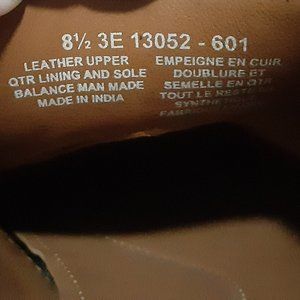 8½ 3E 13052 - 601
LEATHER UPPER
QTR LINING AND SOLE
BALANCE MAN MADE
MADE IN INDIA
EMPEIGNE EN CUIR
DOUBLURE ET
SEMELLE EN QTR
TOUT LE RESTE